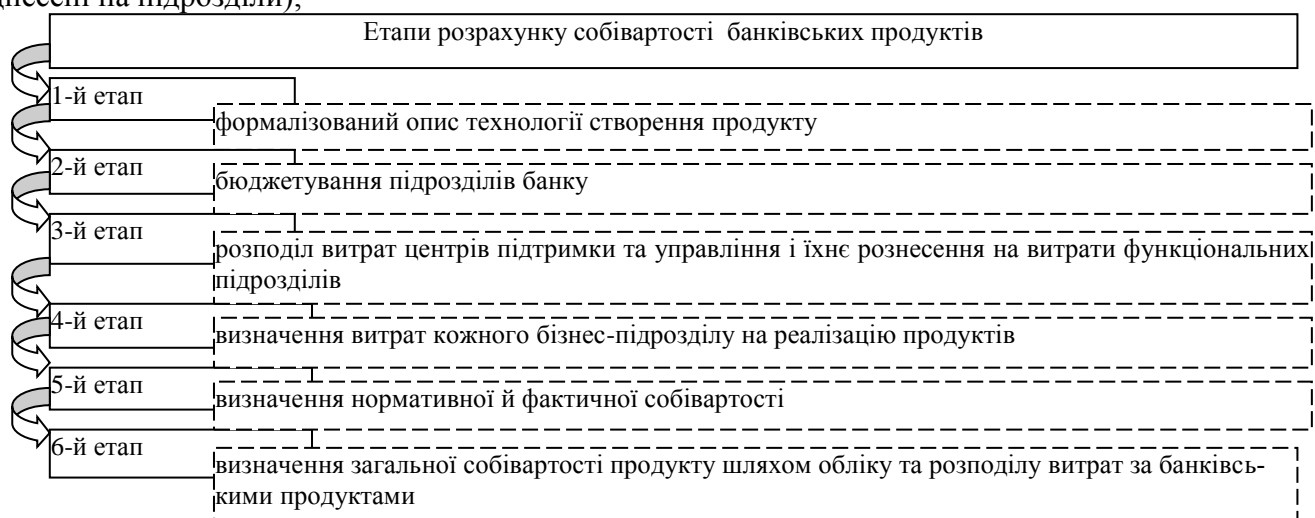 на підрозділи);
Етапи розрахунку собівартості банківських продуктів
1-й етап
формалізований опис технології створення продукту
2-й етап
бюджетування підрозділів банку
3-й етап
розподіл витрат центрів підтримки та управління і їхнє рознесення на витрати функціональних
підрозділів
4-й етап
визначення витрат кожного бізнес-підрозділу на реалізацію продуктів
5-й етап
визначення нормативної й фактичної собівартості
6-й етап
визначення загальної собівартості продукту шляхом обліку та розподілу витрат за банківсь-
кими продуктами